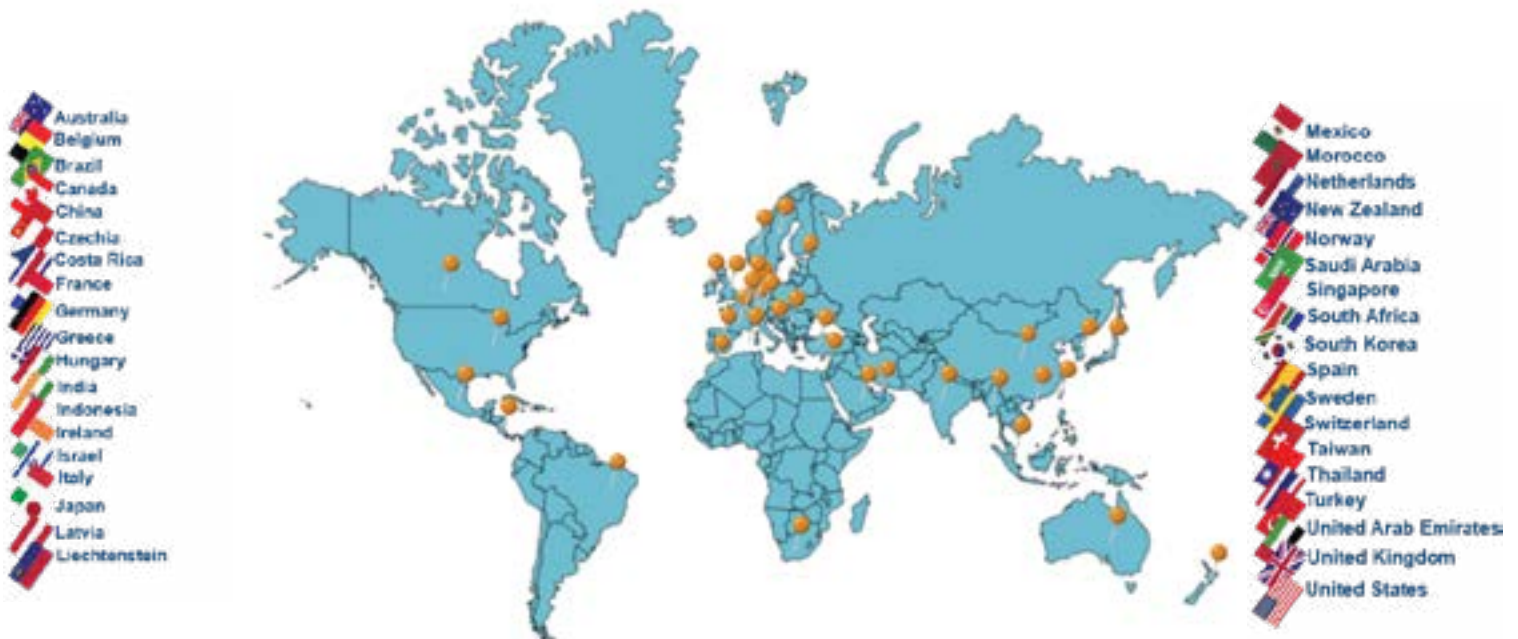 Australia
Belgium
Brazil
Canada
China
Czechia
Costa Rica
France
Germany
Greece
Hungary
India
Indonesia
Ireland
Israel
Italy
Japan
Latvia
Liechtenstein
Mexico
Morocco
Netherlands
New Zealand
Norway
Saudi Arabia
Singapore
South Africa
South Korea
Spain
Sweden
Switzerland
Taiwan
Thailand
Turkey
United Arab Emirates
United Kingdom
United States